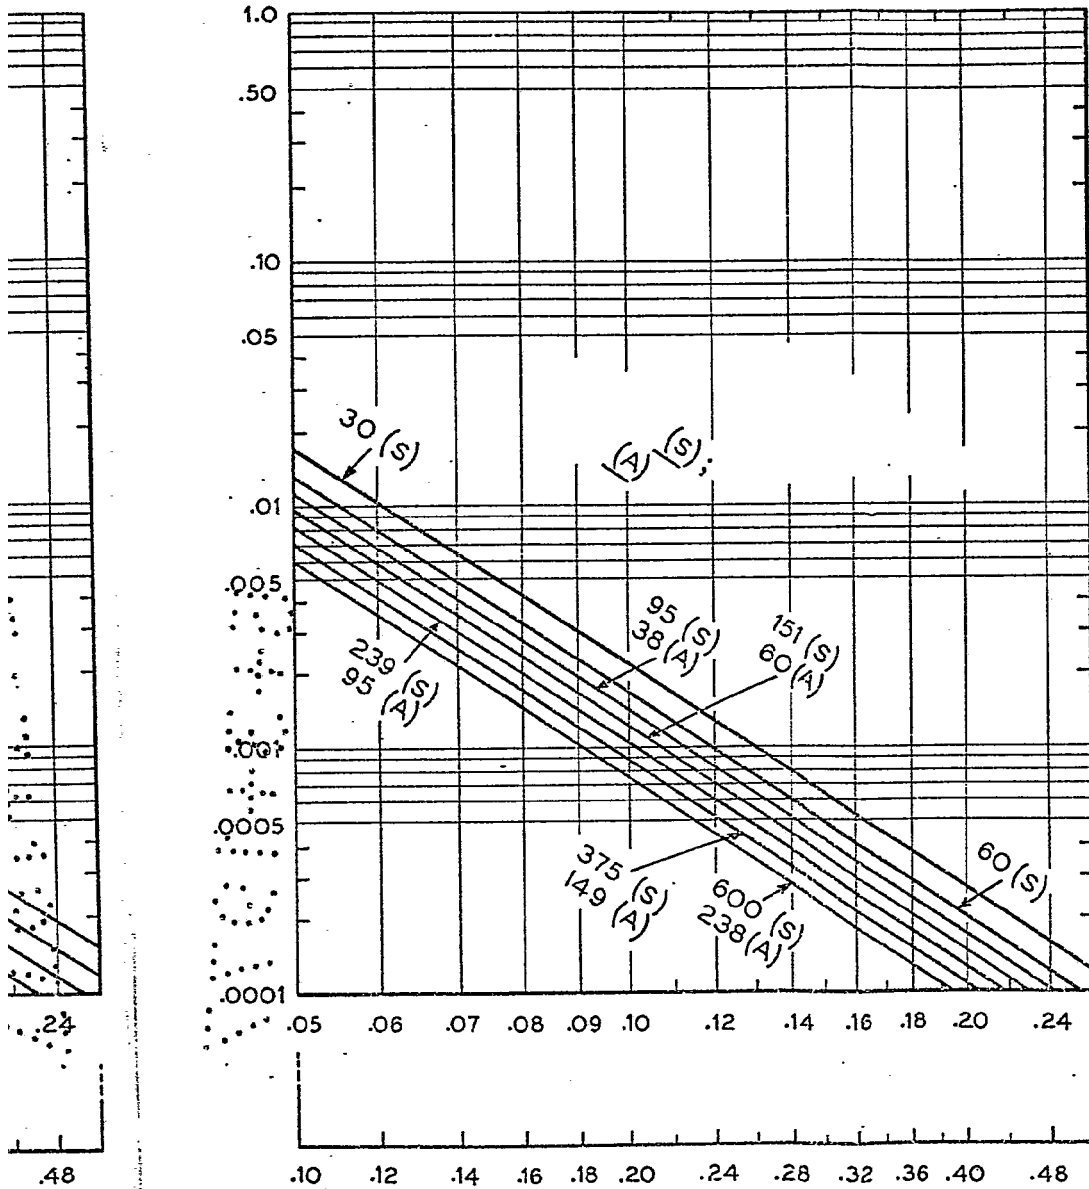 1.0
.50
.10
.05
30 (S)
(A) (S);
.01
.005
95 (S)
38 (A)
151 (S)
60 (A)
239 (S)
95 (A)
.001
.0005
375 (S)
149 (A)
600 (S)
238 (A)
60 (S)
.0001
.24
.05 .06 .07 .08 .09 .10 .12 .14 .16 .18 .20 .24
.48
.10 .12 .14 .16 .18 .20 .24 .28 .32 .36 .40 .48